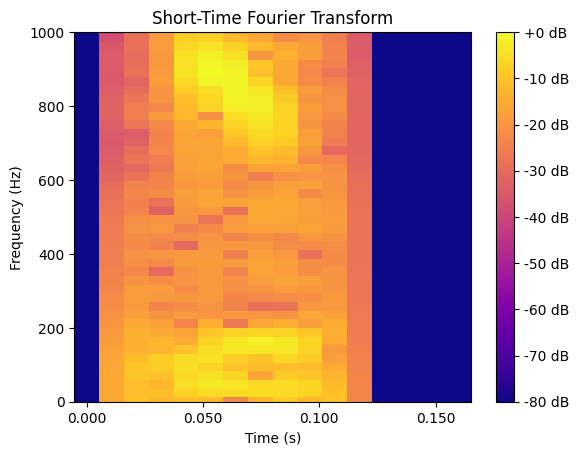 Short-Time Fourier Transform
1000
800
600
400
200
0
Frequency (Hz)
0.000
0.050
0.100
0.150
Time (s)
+0 dB
-10 dB
-20 dB
-30 dB
-40 dB
-50 dB
-60 dB
-70 dB
-80 dB